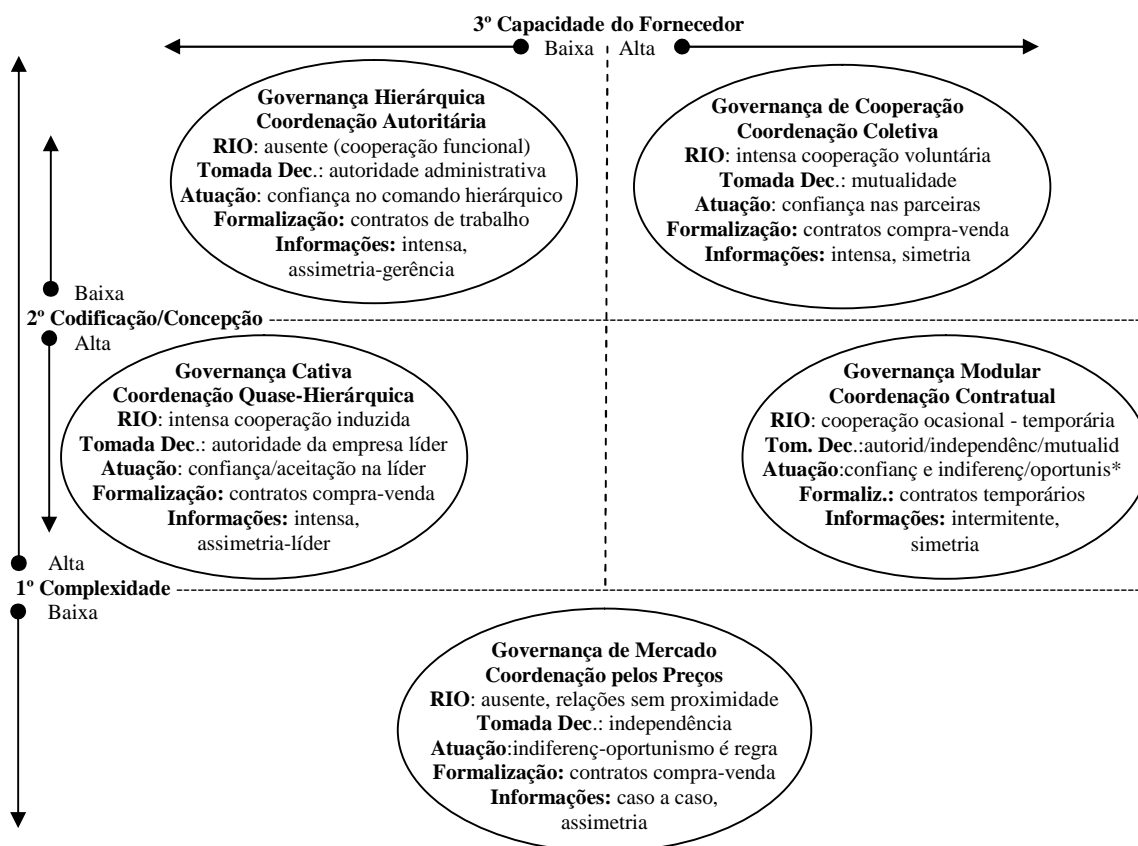 3º Capacidade do Fornecedor
Baixa
Alta
Governança Hierárquica
Coordenação Autoritária
RIO: ausente (cooperação funcional)
Tomada Dec.: autoridade administrativa
Atuação: confiança no comando hierárquico
Formalização: contratos de trabalho
Informações: intensa,
assimetria-gerência
Governança de Cooperação
Coordenação Coletiva
RIO: intensa cooperação voluntária
Tomada Dec.: mutualidade
Atuação: confiança nas parceiras
Formalização: contratos compra-venda
Informações: intensa, simetria
Baixa
2º Codificação/Concepção
Alta
Governança Cativa
Coordenação Quase-Hierárquica
RIO: intensa cooperação induzida
Tomada Dec.: autoridade da empresa líder
Atuação: confiança/aceitação na líder
Formalização: contratos compra-venda
Informações: intensa,
assimetria-líder
Governança Modular
Coordenação Contratual
RIO: cooperação ocasional - temporária
Tom. Dec.:autorid/independênc/mutualid
Atuação:confianç e indiferenç/oportunis*
Formaliz.: contratos temporários
Informações: intermitente,
simetria
Alta
1º Complexidade
Baixa
Governança de Mercado
Coordenação pelos Preços
RIO: ausente, relações sem proximidade
Tomada Dec.: independência
Atuação:indiferenç-oportunismo é regra
Formalização: contratos compra-venda
Informações: caso a caso,
assimetria